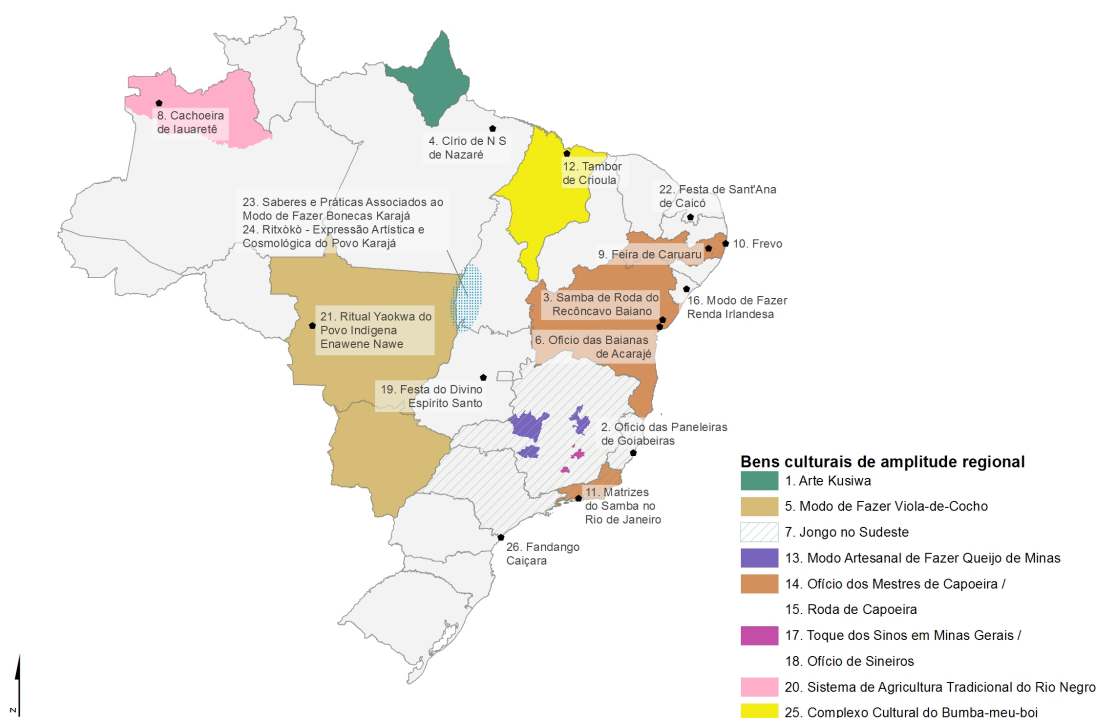 8. Cachoeira
de Iauaretê
4. Círio de N S
de Nazaré
12. Tambor
de Crioula
22. Festa de Sant'Ana
de Caicó
23. Saberes e Práticas Associados ao
Modo de Fazer Bonecas Karajá
24. Ritxòkò - Expressão Artística e
Cosmológica do Povo Karajá
10. Frevo
9. Feira de Caruaru
3. Samba de Roda do
Recôncavo Baiano
16. Modo de Fazer
Renda Irlandesa
21. Ritual Yaokwa do
Povo Indígena
Enawene Nawe
6. Ofício das Baianas
de Acarajé
19. Festa do Divino
Espírito Santo
2. Ofício das Paneleiras
de Goiabeiras
11. Matrizes
do Samba no
Rio de Janeiro
26. Fandango
Caiçara
Bens culturais de amplitude regional
1. Arte Kusiwa
5. Modo de Fazer Viola-de-Cocho
7. Jongo no Sudeste
13. Modo Artesanal de Fazer Queijo de Minas
14. Ofício dos Mestres de Capoeira /
15. Roda de Capoeira
17. Toque dos Sinos em Minas Gerais /
18. Ofício de Sineiros
20. Sistema de Agricultura Tradicional do Rio Negro
25. Complexo Cultural do Bumba-meu-boi
N